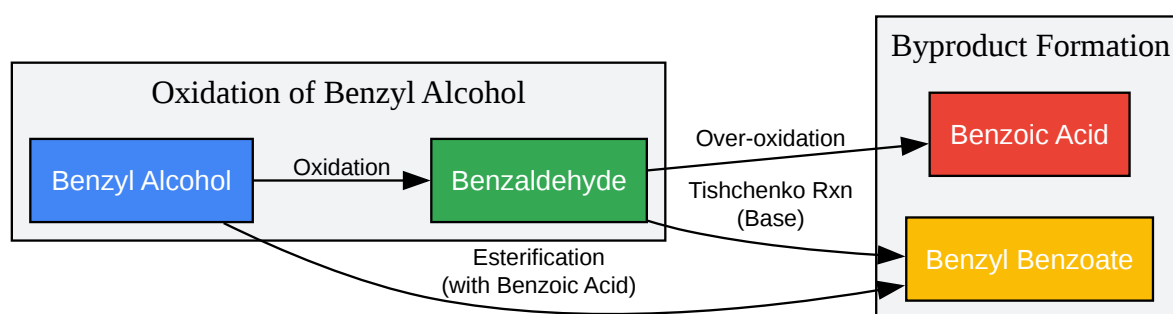 Byproduct Formation
Oxidation of Benzyl Alcohol
Benzyl Alcohol
Oxidation
Benzaldehyde
Over-oxidation
Benzoic Acid
Tishchenko Rxn
(Base)
Benzyl Benzoate
Esterification
(with Benzoic Acid)